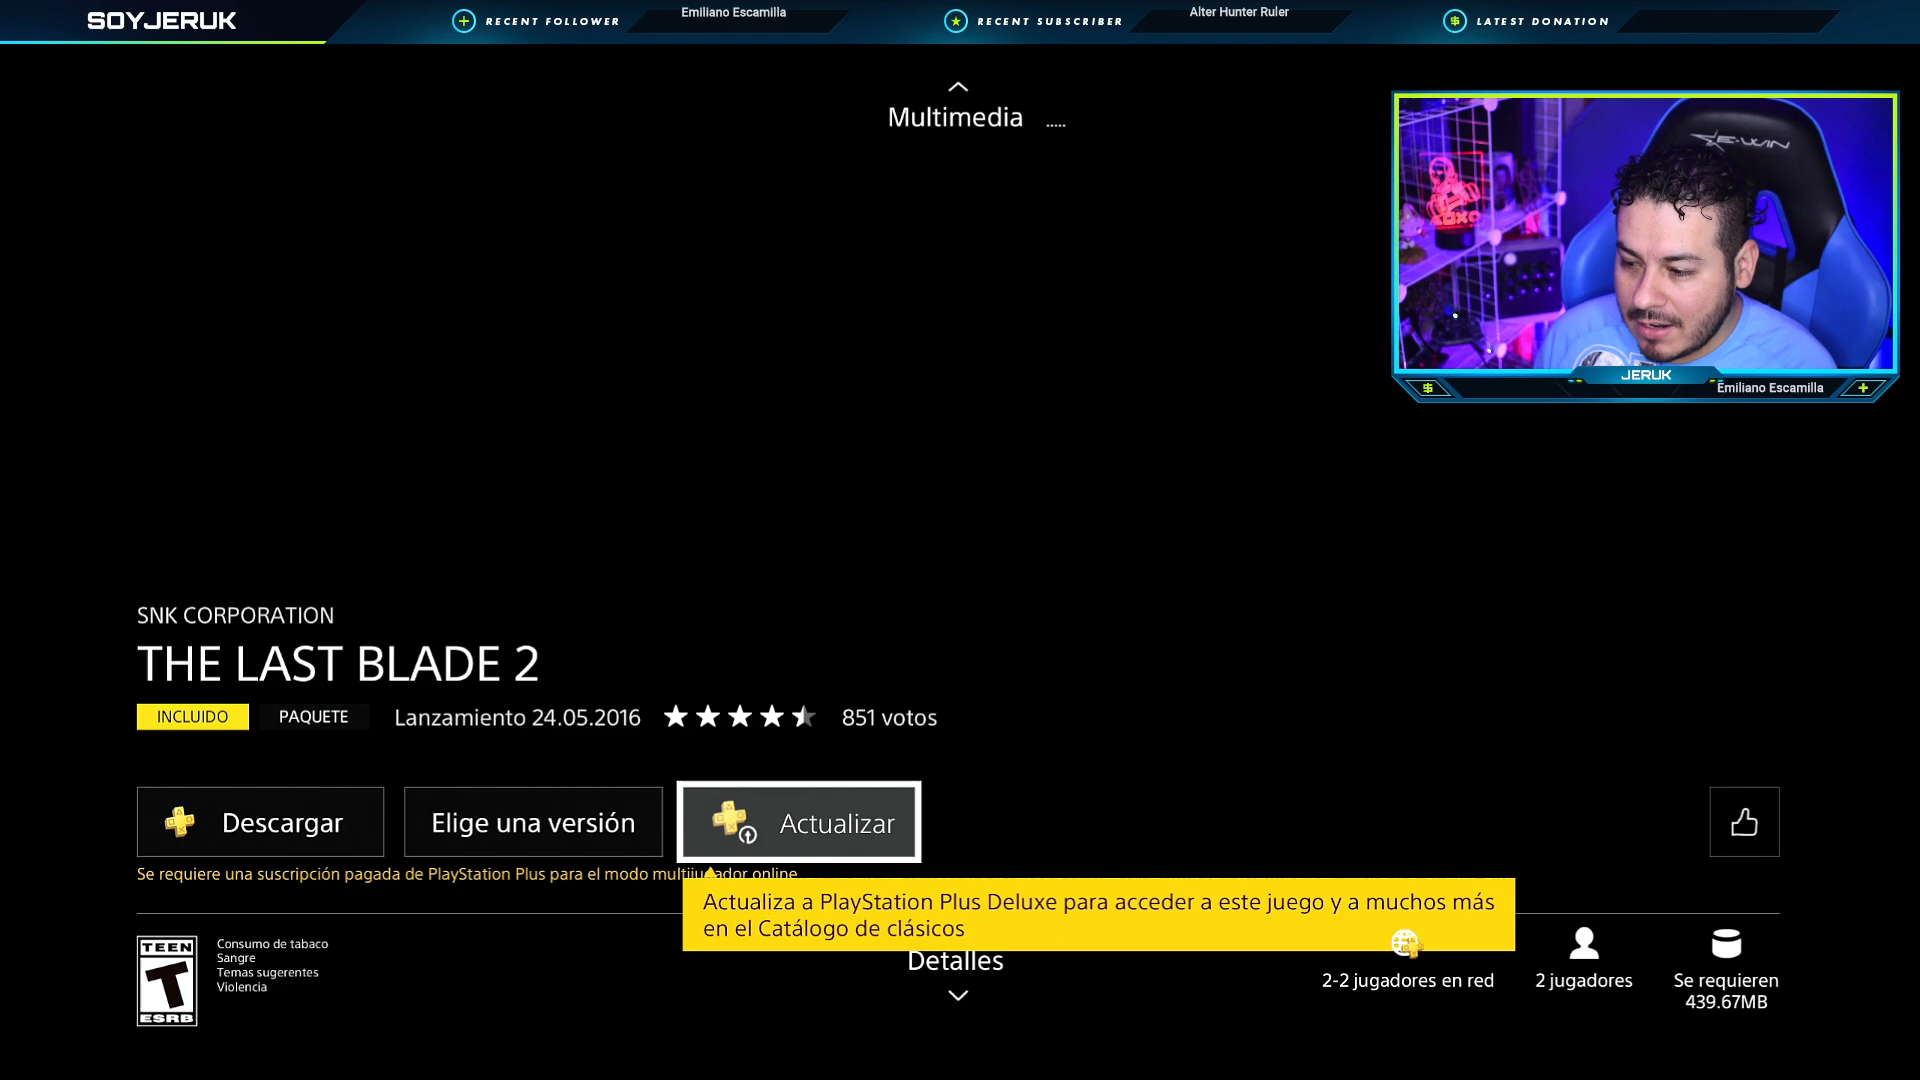 SOYJERUK
RECENT FOLLOWER
Emiliano Escamilla
RECENT SUBSCRIBER
Alter Hunter Ruler
LATEST DONATION
Multimedia .....
E-WIN
JERUK
Emiliano Escamilla
SNK CORPORATION
THE LAST BLADE 2
INCLUIDO
PAQUETE
Lanzamiento 24.05.2016
851 votos
Descargar
Elige una versión
Actualizar
Se requiere una suscripción pagada de PlayStation Plus para el modo multijugador online
Actualiza a PlayStation Plus Deluxe para acceder a este juego y a muchos más
en el Catálogo de clásicos
TEEN
T
ESRB
Consumo de tabaco
Sangre
Temas sugerentes
Violencia
Detalles
2-2 jugadores en red
2 jugadores
Se requieren
439.67MB